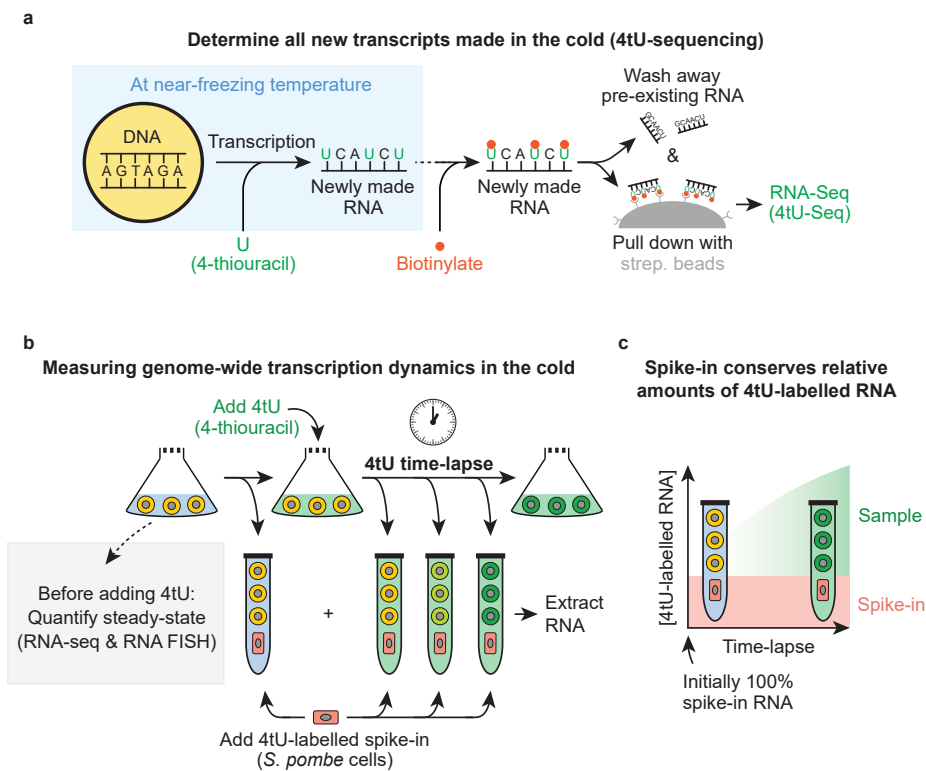 a
Determine all new transcripts made in the cold (4tU-sequencing)
At near-freezing temperature
DNA
AGTAGA
Transcription
UCAUCU
Newly made
RNA
U
(4-thiouracil)
UCAUCU
Newly made
RNA
Biotinylate
Wash away
pre-existing RNA
GCAACU
GCAACU
&
Pull down with
strep. beads
RNA-Seq
(4tU-Seq)
b
Measuring genome-wide transcription dynamics in the cold
Add 4tU
(4-thiouracil)
4tU time-lapse
Before adding 4tU:
Quantify steady-state
(RNA-seq & RNA FISH)
+
Extract
RNA
Add 4tU-labelled spike-in
(S. pombe cells)
c
Spike-in conserves relative
amounts of 4tU-labelled RNA
[4tU-labelled RNA]
Sample
Spike-in
Time-lapse
Initially 100%
spike-in RNA